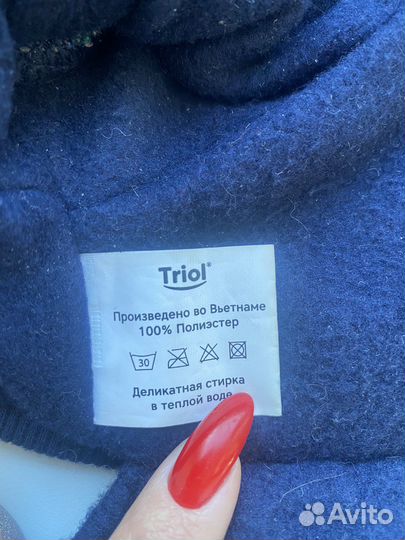 Triol®
Произведено во Вьетнаме
100% Полиэстер
30
Деликатная стирка
в теплой воде
Avito